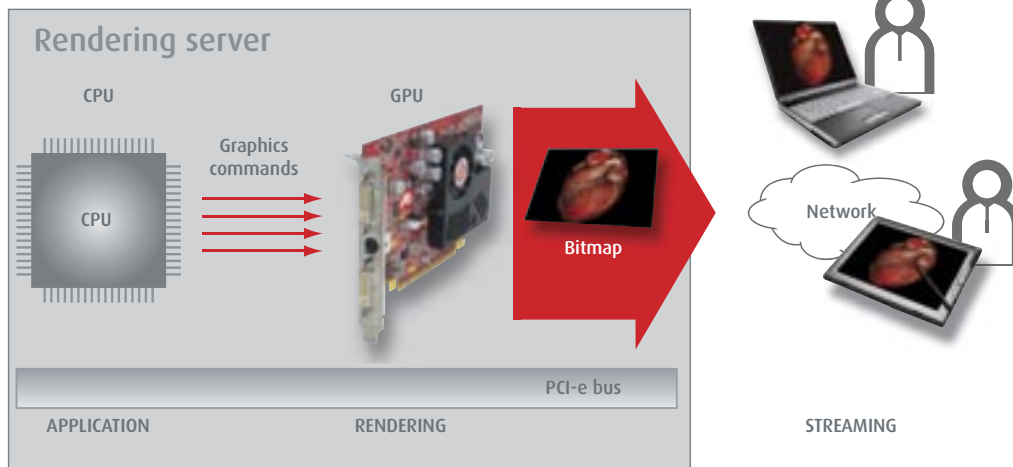 Rendering server
CPU
GPU
Graphics
commands
CPU
Bitmap
Network
PCI-e bus
APPLICATION
RENDERING
STREAMING